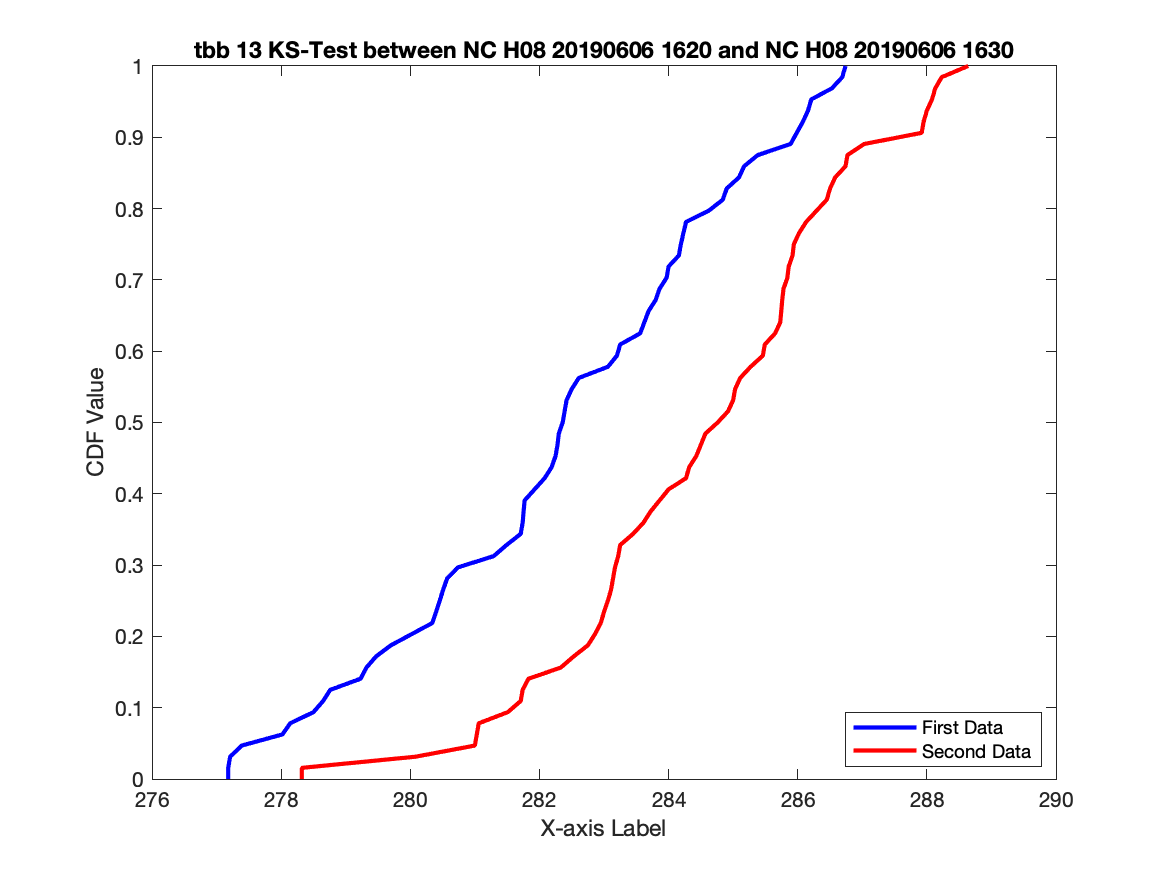 tbb 13 KS-Test between NC H08 20190606 1620 and NC H08 20190606 1630
1
0.9
0.8
0.7
0.6
0.5
0.4
0.3
0.2
0.1
0
CDF Value
First Data
Second Data
276 278 280 282 284 286 288 290
X-axis Label